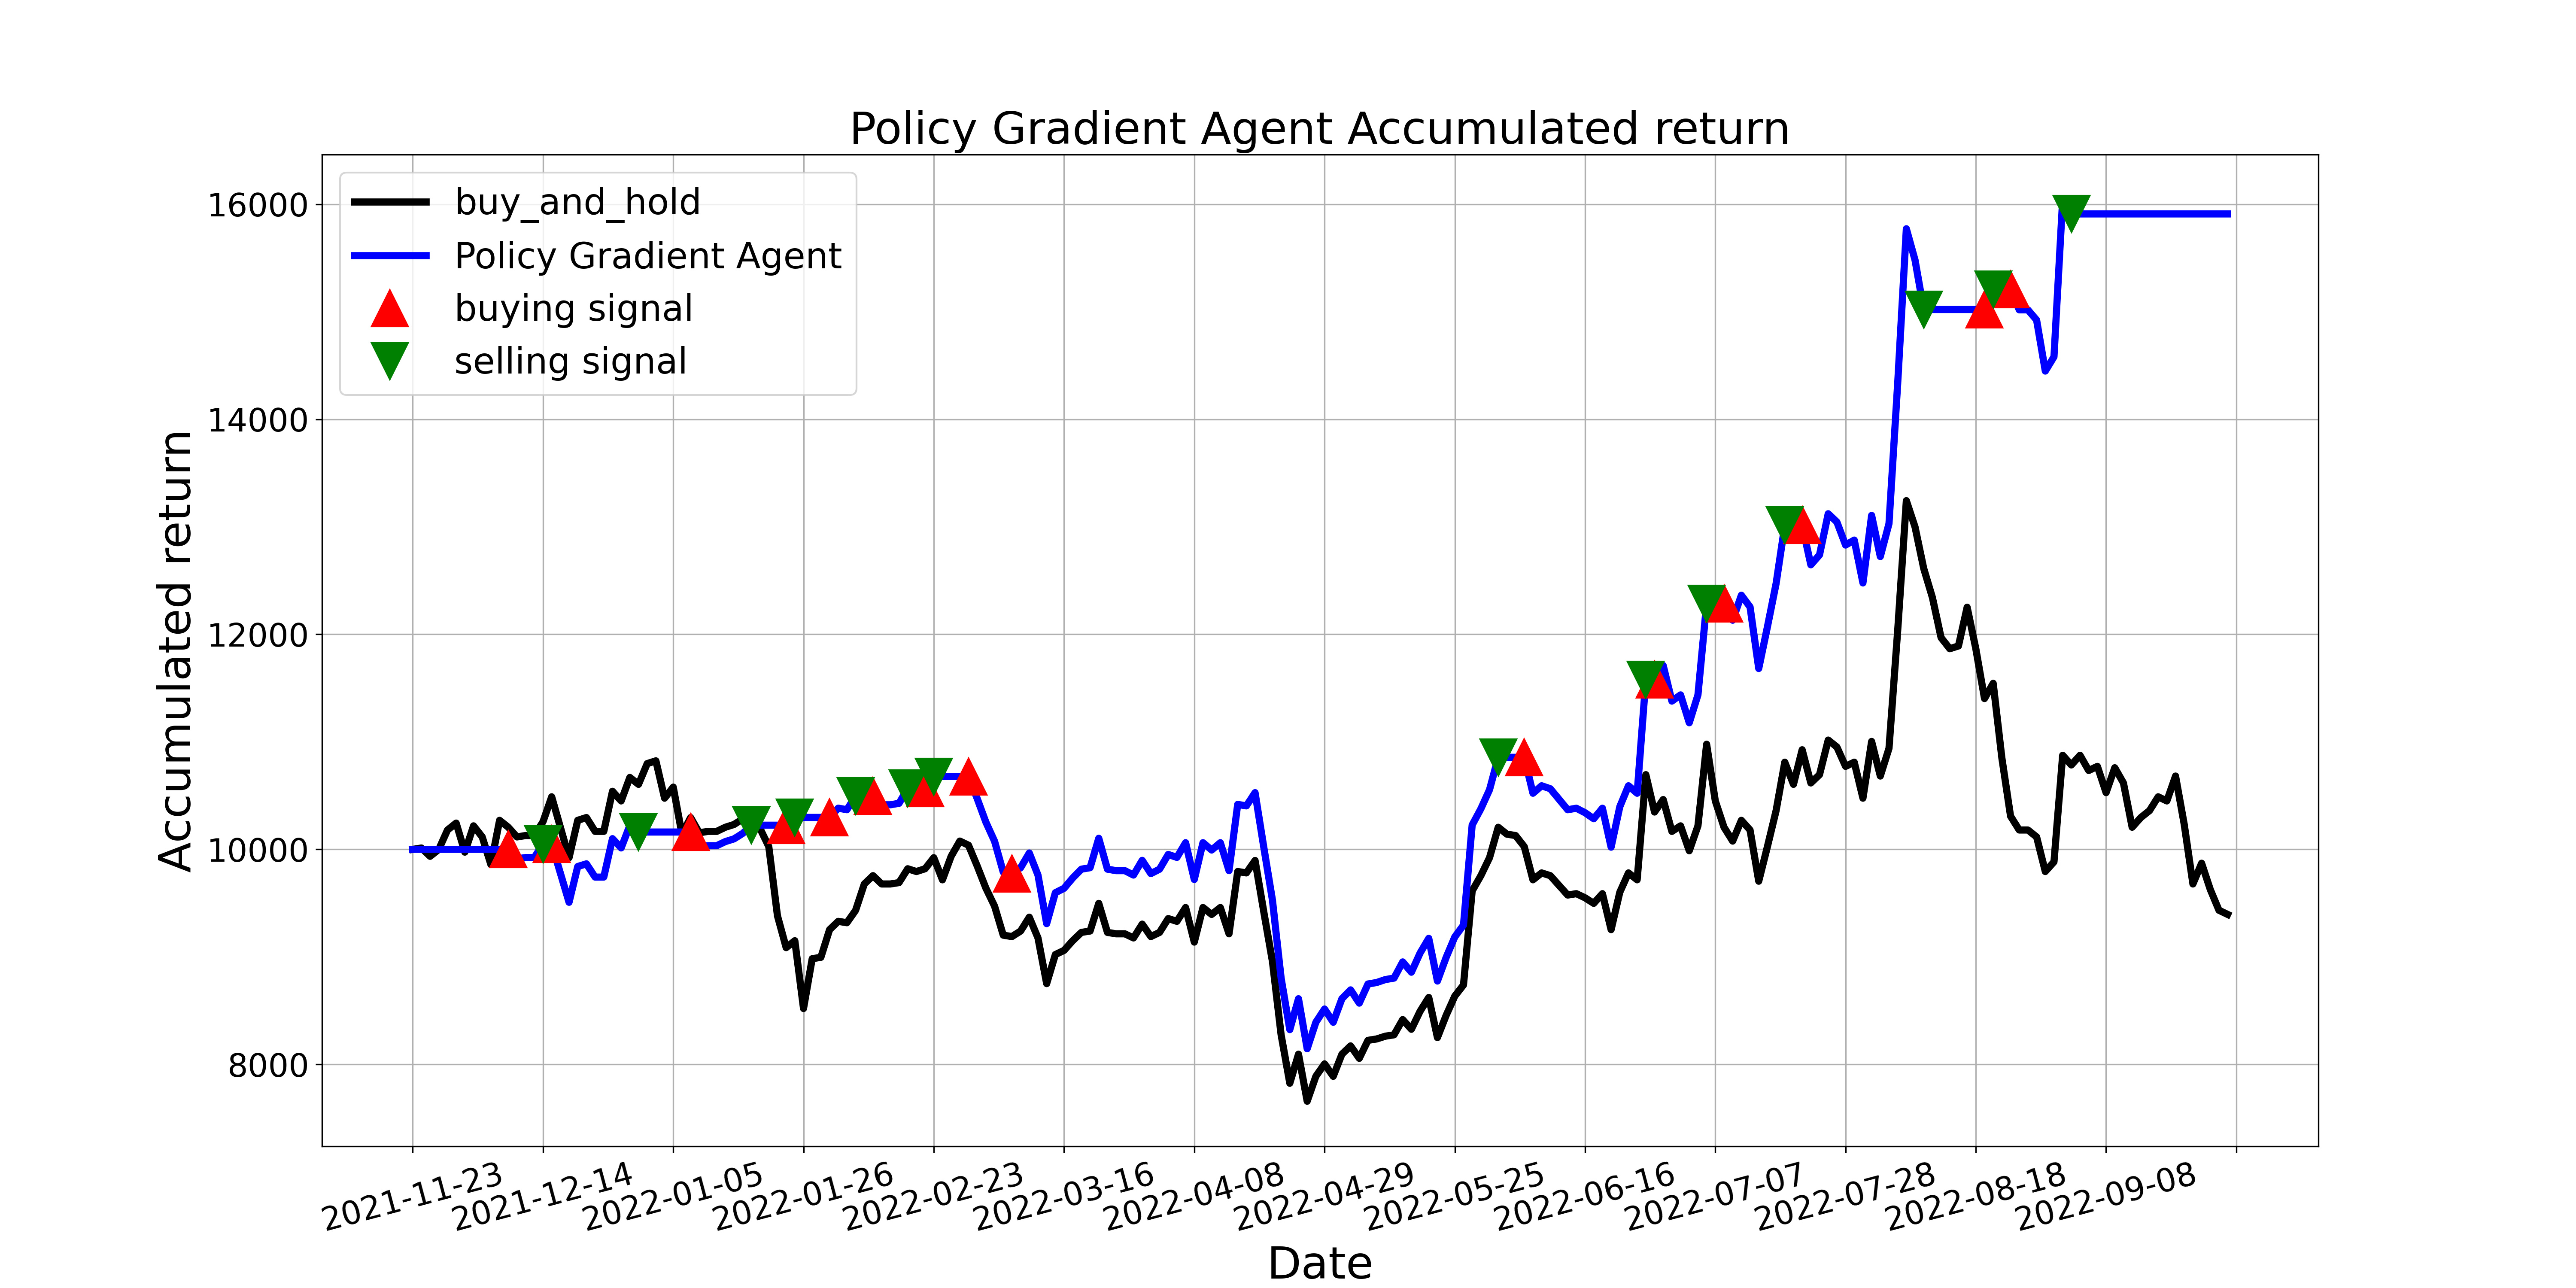 Policy Gradient Agent Accumulated return
buy_and_hold
Policy Gradient Agent
buying signal
selling signal
Accumulated return
16000
14000
12000
10000
8000
2021-11-23
2021-12-14
2022-01-05
2022-01-26
2022-02-23
2022-03-16
2022-04-08
2022-04-29
2022-05-25
2022-06-16
2022-07-07
2022-07-28
2022-08-18
2022-09-08
Date